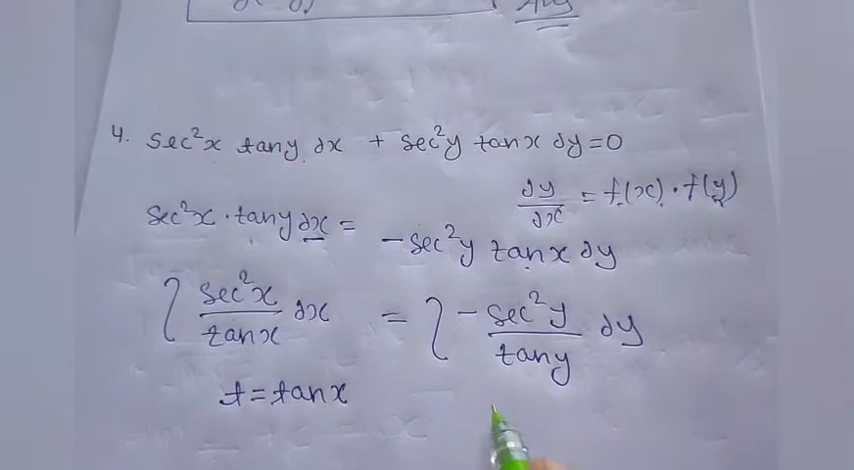 4. sec²x tany dx + sec²y tanx dy = 0
dy/dx = f(x) · f(y)
sec²x · tany dx = - sec²y tanx dy
∫ sec²x/tanx dx = ∫ - sec²y/tany dy
t = tanx